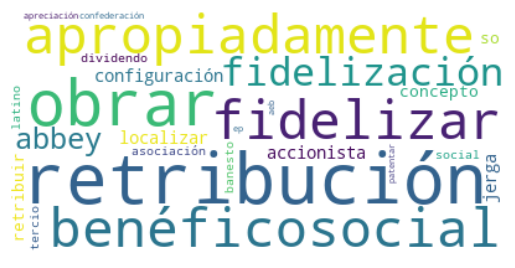 apreciación confederación
apropiadamente so
dividendo
configuración fidelización
latino obrar fidelizar concepto
abbey localizar ep aeb
asociación banesto accionista patentar social jerga
retribuir retribución
tercio benéficosocial